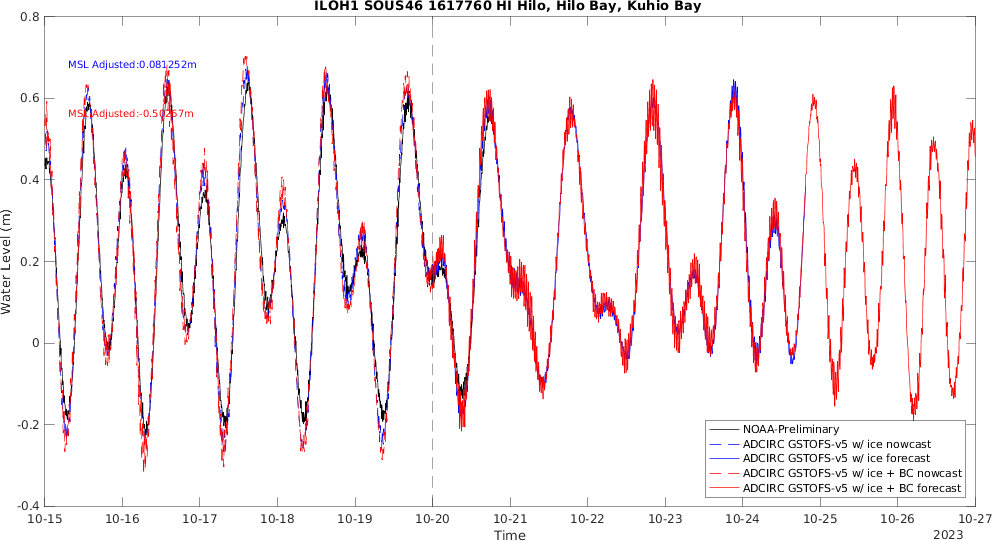 ILOH1 SOUS46 1617760 HI Hilo, Hilo Bay, Kuhio Bay
0.8
0.6
0.4
0.2
0
-0.2
-0.4
Water Level (m)
MSL Adjusted:0.081252m
MSL Adjusted:-0.50267m
NOAA-Preliminary
ADCIRC GSTOFS-v5 w/ ice nowcast
ADCIRC GSTOFS-v5 w/ ice forecast
ADCIRC GSTOFS-v5 w/ ice + BC nowcast
ADCIRC GSTOFS-v5 w/ ice + BC forecast
10-15 10-16 10-17 10-18 10-19 10-20 10-21 10-22 10-23 10-24 10-25 10-26 10-27
Time
2023